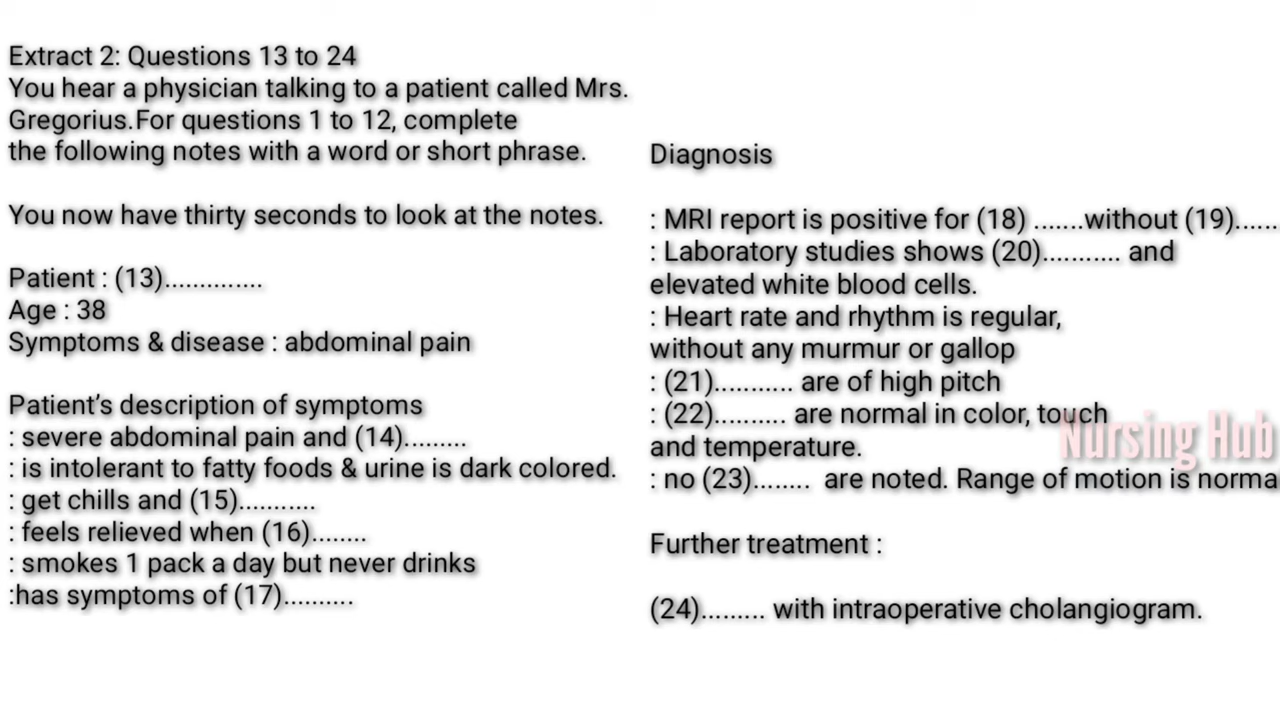 Extract 2: Questions 13 to 24
You hear a physician talking to a patient called Mrs.
Gregorius.For questions 1 to 12, complete
the following notes with a word or short phrase.
You now have thirty seconds to look at the notes.
Patient : (13)..............
Age : 38
Symptoms & disease : abdominal pain
Patient’s description of symptoms
: severe abdominal pain and (14).........
: is intolerant to fatty foods & urine is dark colored.
: get chills and (15)...........
: feels relieved when (16)........
: smokes 1 pack a day but never drinks
:has symptoms of (17)..........
Diagnosis
: MRI report is positive for (18) .......without (19)......
: Laboratory studies shows (20)........... and
elevated white blood cells.
: Heart rate and rhythm is regular,
without any murmur or gallop
: (21)........... are of high pitch
: (22).......... are normal in color, touch
and temperature.
: no (23)........ are noted. Range of motion is norma
Further treatment :
(24)......... with intraoperative cholangiogram.
Nursing Hub